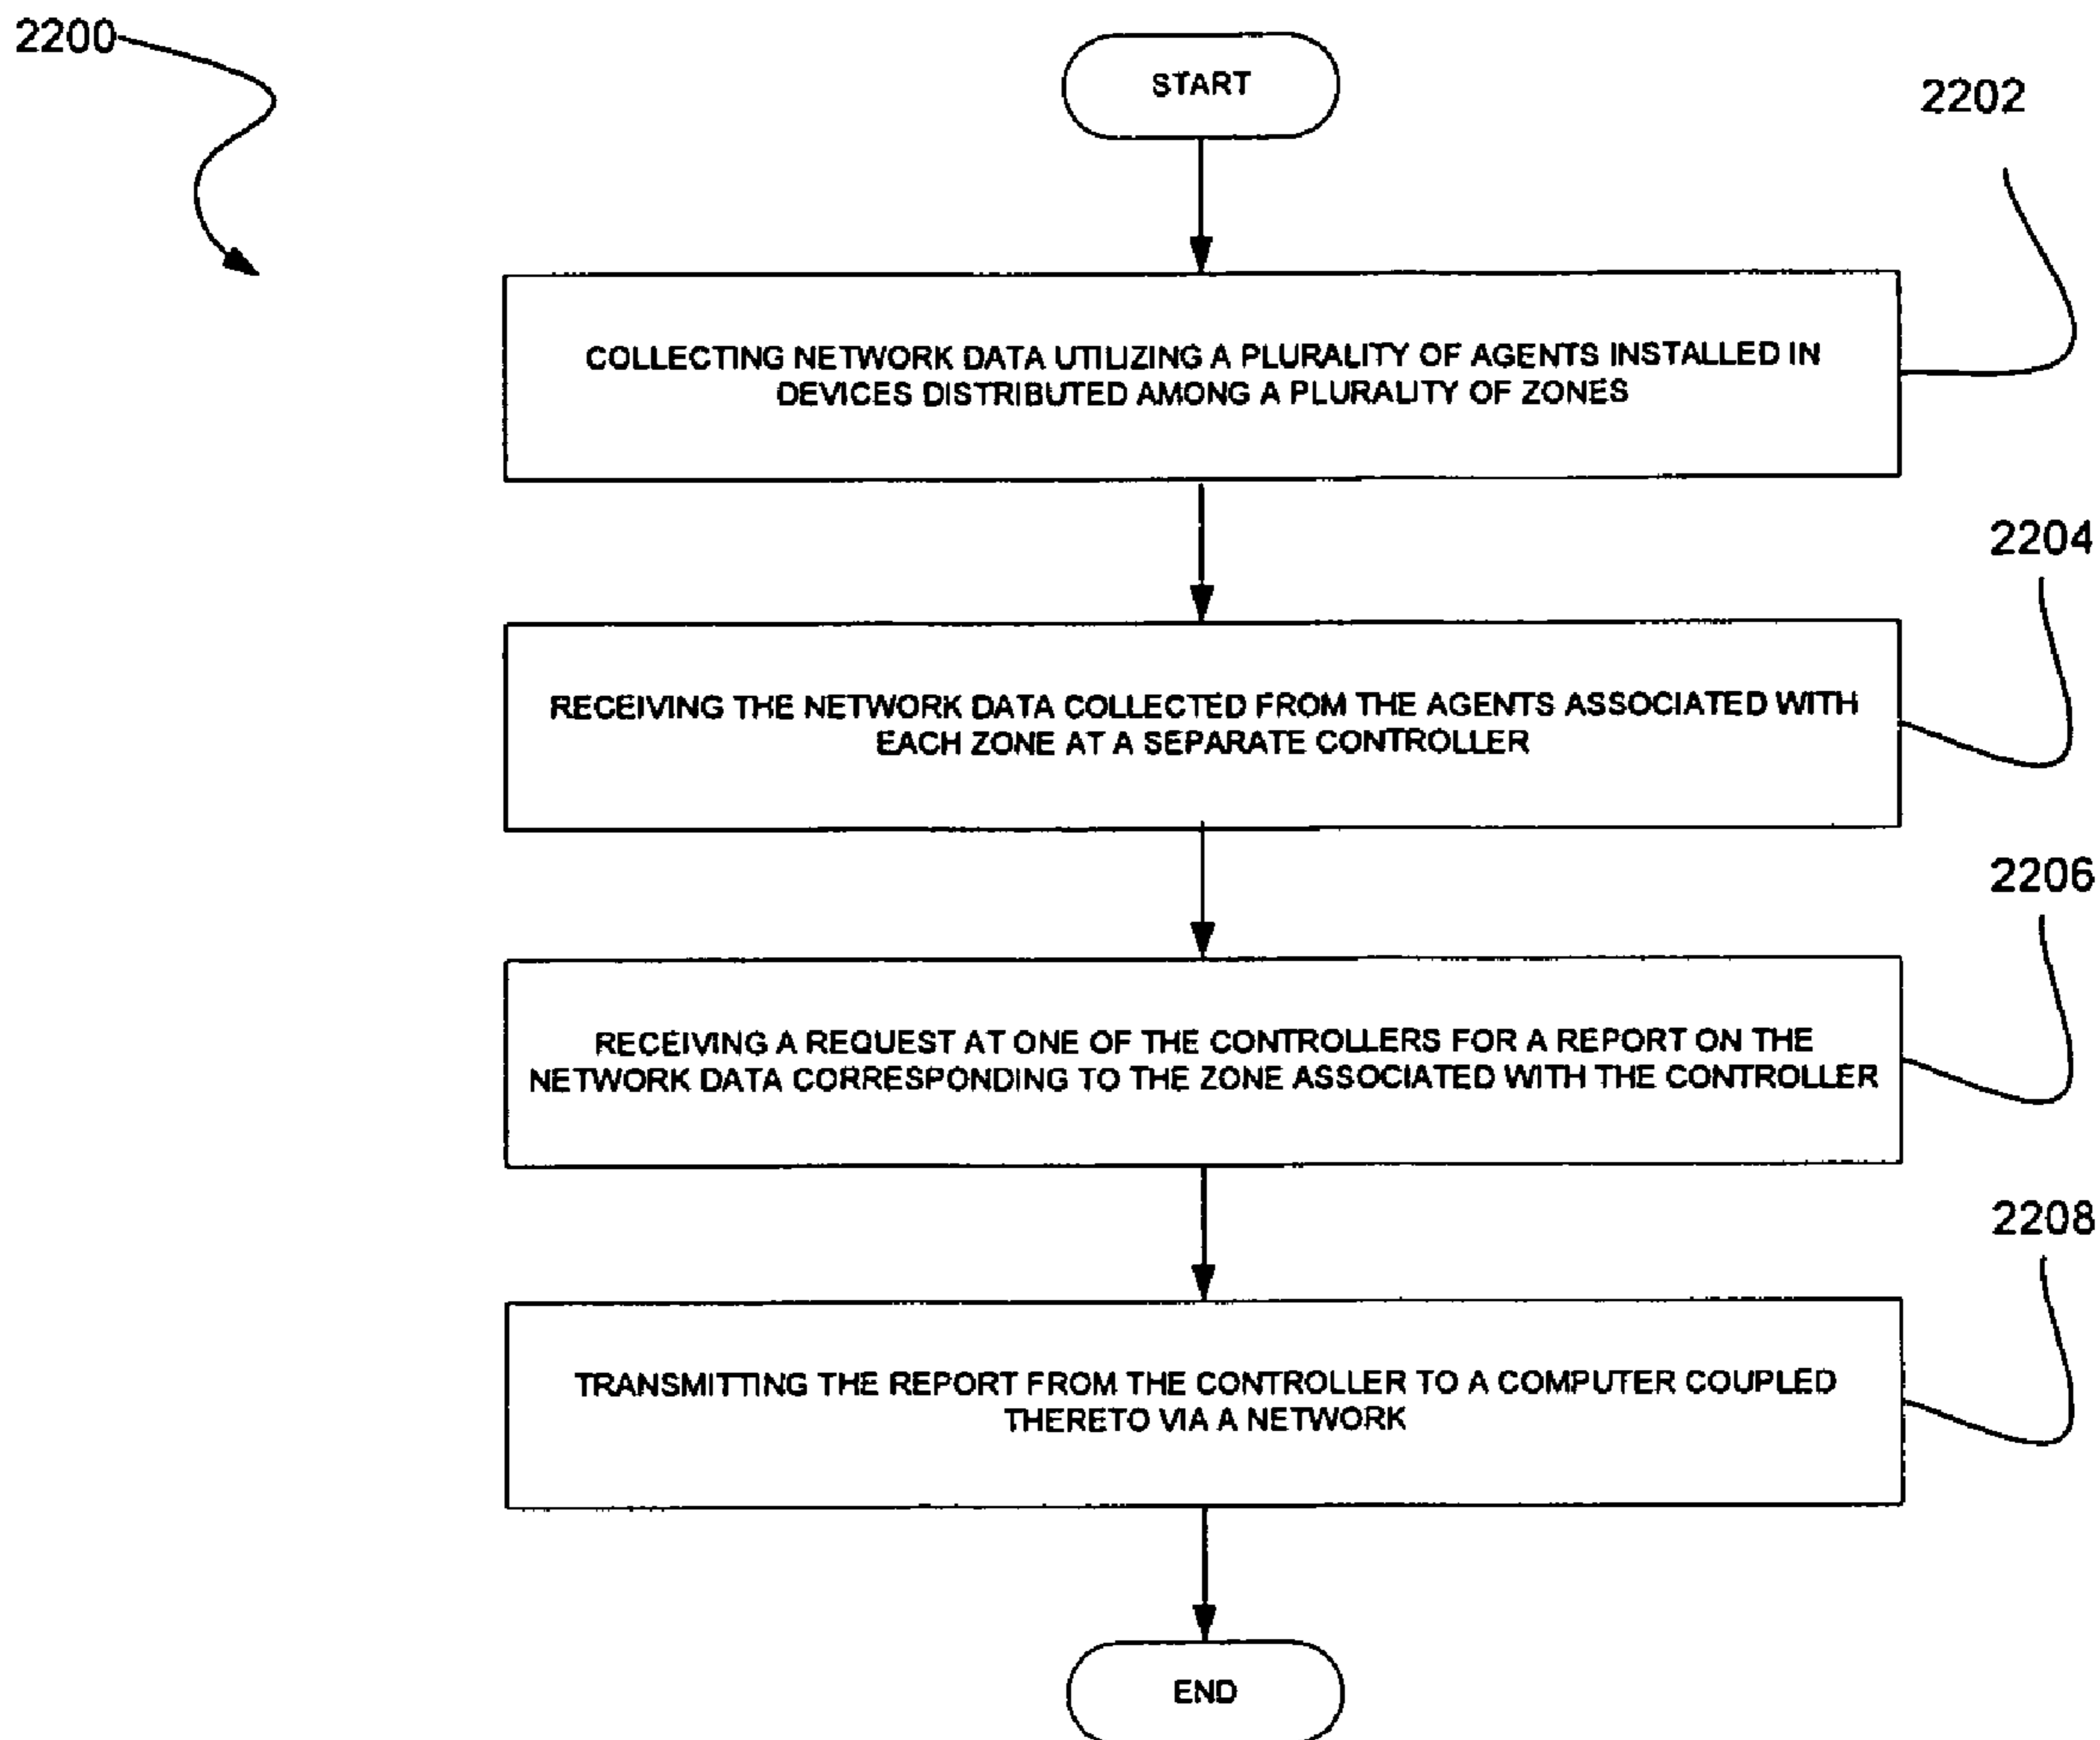 2200
START
2202
COLLECTING NETWORK DATA UTILIZING A PLURALITY OF AGENTS INSTALLED IN
DEVICES DISTRIBUTED AMONG A PLURALITY OF ZONES
2204
RECEIVING THE NETWORK DATA COLLECTED FROM THE AGENTS ASSOCIATED WITH
EACH ZONE AT A SEPARATE CONTROLLER
2206
RECEIVING A REQUEST AT ONE OF THE CONTROLLERS FOR A REPORT ON THE
NETWORK DATA CORRESPONDING TO THE ZONE ASSOCIATED WITH THE CONTROLLER
2208
TRANSMITTING THE REPORT FROM THE CONTROLLER TO A COMPUTER COUPLED
THERETO VIA A NETWORK
END